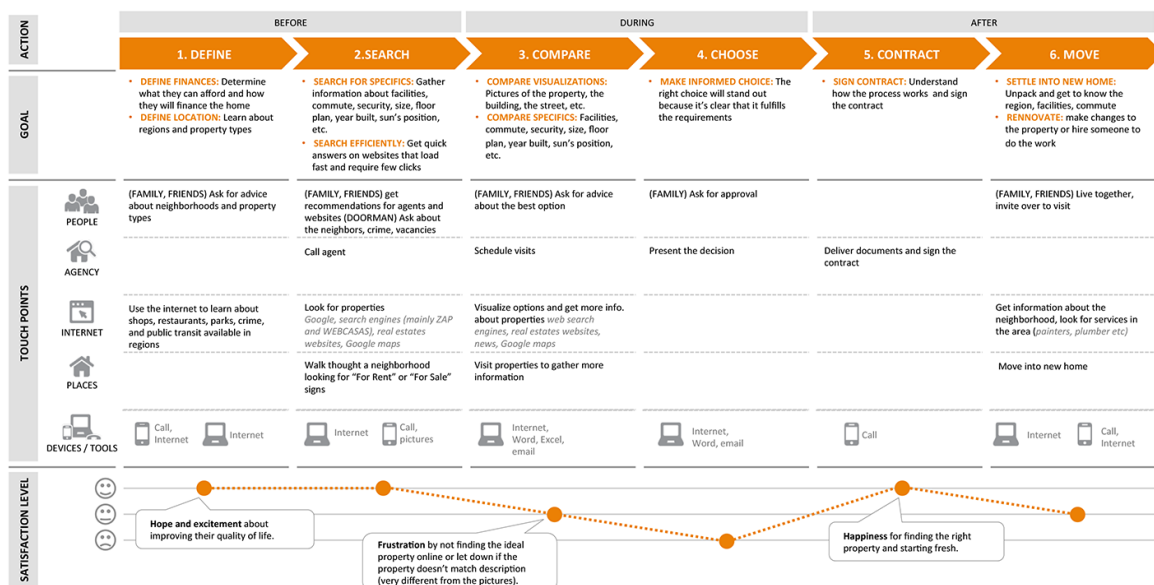 BEFORE
DURING
AFTER
ACTION
1. DEFINE
2.SEARCH
3. COMPARE
4. CHOOSE
5. CONTRACT
6. MOVE
GOAL
• DEFINE FINANCES: Determine
what they can afford and how
they will finance the home
• DEFINE LOCATION: Learn about
regions and property types
• SEARCH FOR SPECIFICS: Gather
information about facilities,
commute, security, size, floor
plan, year built, sun's position,
etc.
• SEARCH EFFICIENTLY: Get quick
answers on websites that load
fast and require few clicks
• COMPARE VISUALIZATIONS:
Pictures of the property, the
building, the street, etc.
• COMPARE SPECIFICS: Facilities,
commute, security, size, floor
plan, year built, sun's position,
etc.
• MAKE INFORMED CHOICE: The
right choice will stand out
because it's clear that it fulfills
the requirements
• SIGN CONTRACT: Understand
how the process works and sign
the contract
• SETTLE INTO NEW HOME:
Unpack and get to know the
region, facilities, commute
• RENNOVATE: make changes to
the property or hire someone to
do the work
TOUCH POINTS
PEOPLE
(FAMILY, FRIENDS) Ask for advice
about neighborhoods and property
types
(FAMILY, FRIENDS) get
recommendations for agents and
websites (DOORMAN) Ask about
the neighbors, crime, vacancies
(FAMILY, FRIENDS) Ask for advice
about the best option
(FAMILY) Ask for approval
(FAMILY, FRIENDS) Live together,
invite over to visit
AGENCY
Call agent
Schedule visits
Present the decision
Deliver documents and sign the
contract
INTERNET
Use the internet to learn about
shops, restaurants, parks, crime,
and public transit available in
regions
Look for properties
Google, search engines (mainly ZAP
and WEBCASAS), real estates
websites, Google maps
Visualize options and get more info.
about properties web search
engines, real estates websites,
news, Google maps
Get information about the
neighborhood, look for services in
the area (painters, plumber etc)
PLACES
Walk thought a neighborhood
looking for "For Rent" or "For Sale"
signs
Visit properties to gather more
information
Move into new home
DEVICES / TOOLS
Call,
Internet
Internet
Internet
Call,
pictures
Internet,
Word, Excel,
email
Internet,
Word, email
Call
Internet
Call,
Internet
SATISFACTION LEVEL
Hope and excitement about
improving their quality of life.
Frustration by not finding the ideal
property online or let down if the
property doesn't match description
(very different from the pictures).
Happiness for finding the right
property and starting fresh.